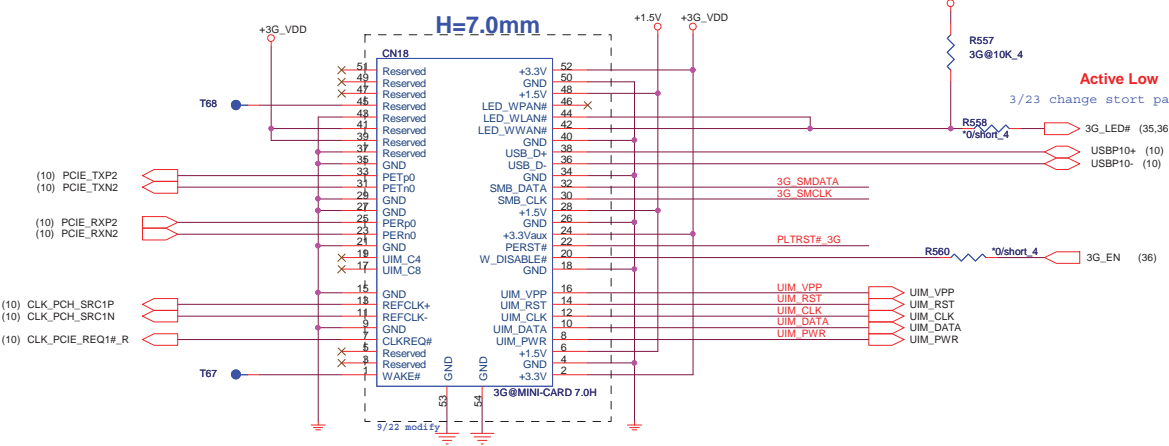 H=7.0mm
+3G_VDD
+1.5V
+3G_VDD
CN18
R557
3G@10K_4
Active Low
3/23 change stort pa
51 Reserved +3.3V 52
49 Reserved GND 50
47 Reserved +1.5V 48
T68 45 Reserved LED_WPAN# 46
43 Reserved LED_WLAN# 44
41 Reserved LED_WWAN# 42
R558
*0/short_4
3G_LED# (35,36
39 Reserved GND 40
37 Reserved USB_D+ 38 USBP10+ (10)
35 GND USB_D- 36 USBP10- (10)
(10) PCIE_TXP2 33 PETp0 GND 34
(10) PCIE_TXN2 31 PETn0 SMB_DATA 32 3G_SMDATA
29 GND SMB_CLK 30 3G_SMCLK
27 GND +1.5V 28
(10) PCIE_RXP2 25 PERp0 GND 26
(10) PCIE_RXN2 23 PERn0 +3.3Vaux 24
21 GND PERST# 22 PLTRST#_3G
19 UIM_C4 W_DISABLE# 20 R560 *0/short_4 3G_EN (36)
17 UIM_C8 GND 18
15 GND UIM_VPP 16 UIM_VPP UIM_VPP
(10) CLK_PCH_SRC1P 13 REFCLK+ UIM_RST 14 UIM_RST UIM_RST
(10) CLK_PCH_SRC1N 11 REFCLK- UIM_CLK 12 UIM_CLK UIM_CLK
9 GND UIM_DATA 10 UIM_DATA UIM_DATA
(10) CLK_PCIE_REQ1#_R 7 CLKREQ# UIM_PWR 8 UIM_PWR UIM_PWR
5 Reserved +1.5V 6
3 Reserved GND 4
T67 1 WAKE# +3.3V 2
GND GND
3G@MINI-CARD 7.0H
53 54
9/22 modify